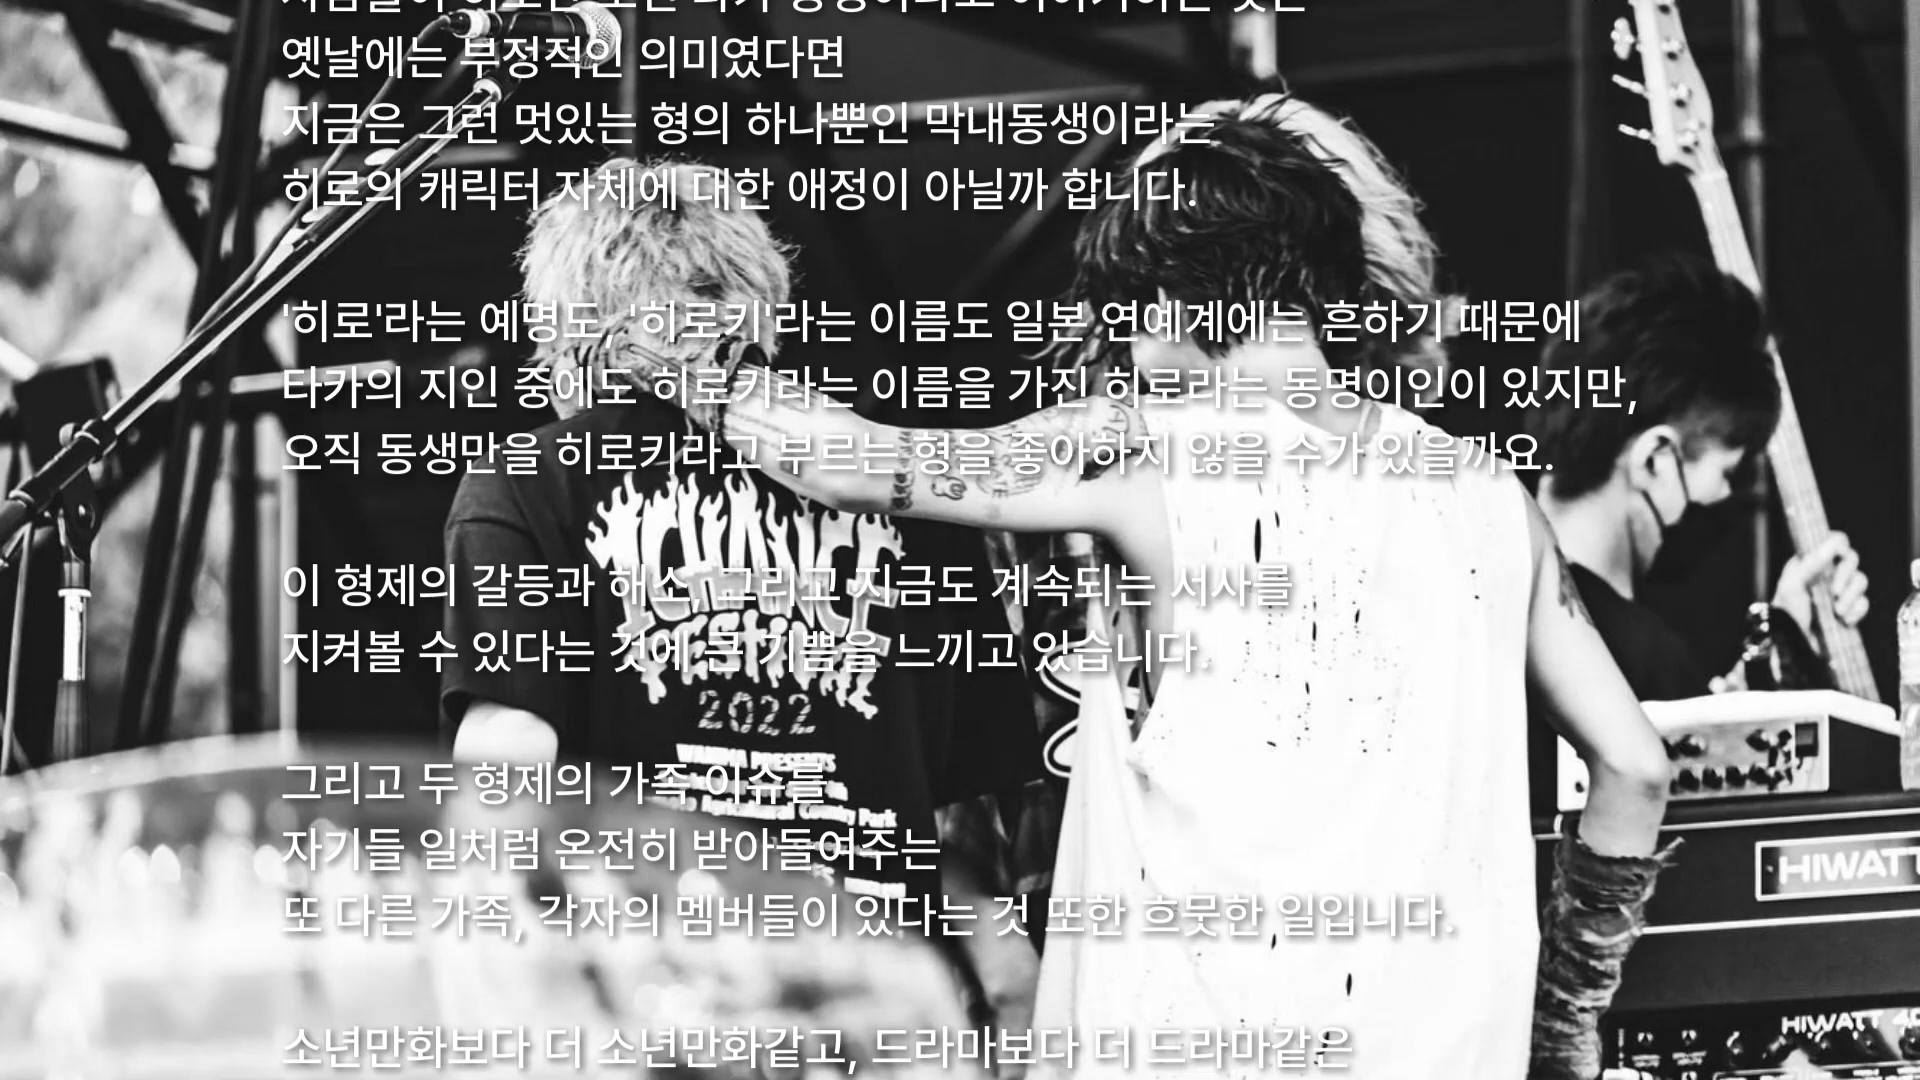 옛날에는 부정적인 의미였다면
지금은 그런 멋있는 형의 하나뿐인 막내동생이라는
히로의 캐릭터 자체에 대한 애정이 아닐까 합니다.
'히로'라는 예명도, '히로키'라는 이름도 일본 연예계에는 흔하기 때문에
타카의 지인 중에도 히로키라는 이름을 가진 히로라는 동명이인이 있지만,
오직 동생만을 히로키라고 부르는 형을 좋아하지 않을 수가 있을까요.
이 형제의 갈등과 해소, 그리고 지금도 계속되는 서사를
지켜볼 수 있다는 것에 큰 기쁨을 느끼고 있습니다.
그리고 두 형제의 가족 이슈를
자기들 일처럼 온전히 받아들여주는
또 다른 가족, 각자의 멤버들이 있다는 것 또한 흐뭇한 일입니다.
소년만화보다 더 소년만화같고, 드라마보다 더 드라마같은
1CHANCE
FESTIVAL
2022
WANIMA PRESENTS
Country Park
HIWATT
HIWATT